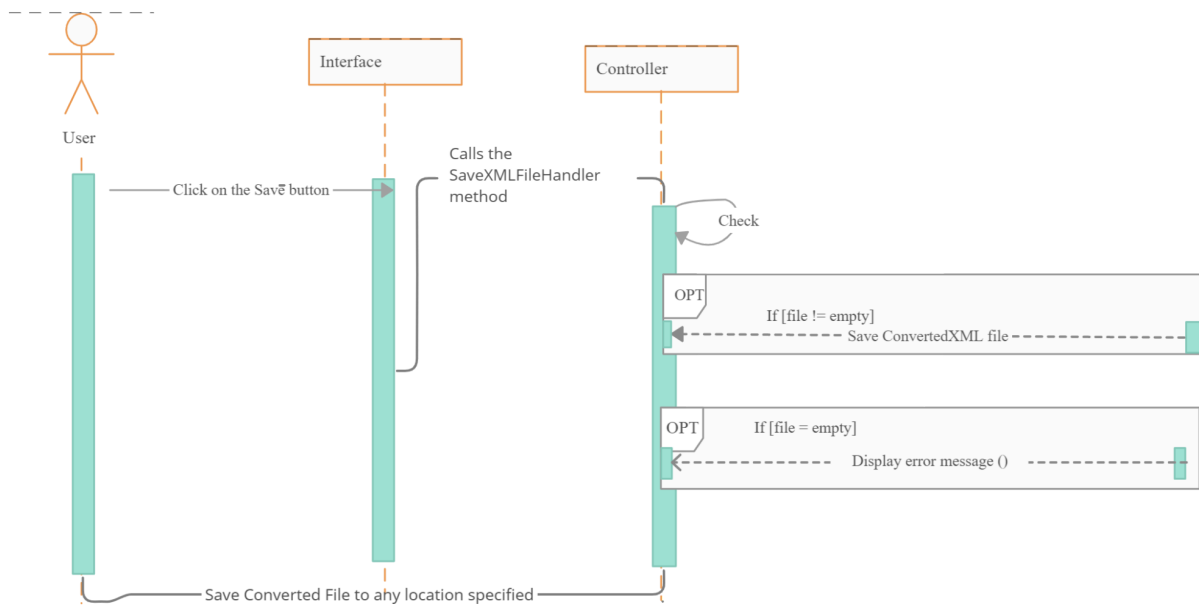 Interface
Controller
User
Calls the
SaveXMLFileHandler
method
Click on the Save button
Check
OPT
If [file != empty]
Save ConvertedXML file
OPT
If [file = empty]
Display error message ()
Save Converted File to any location specified